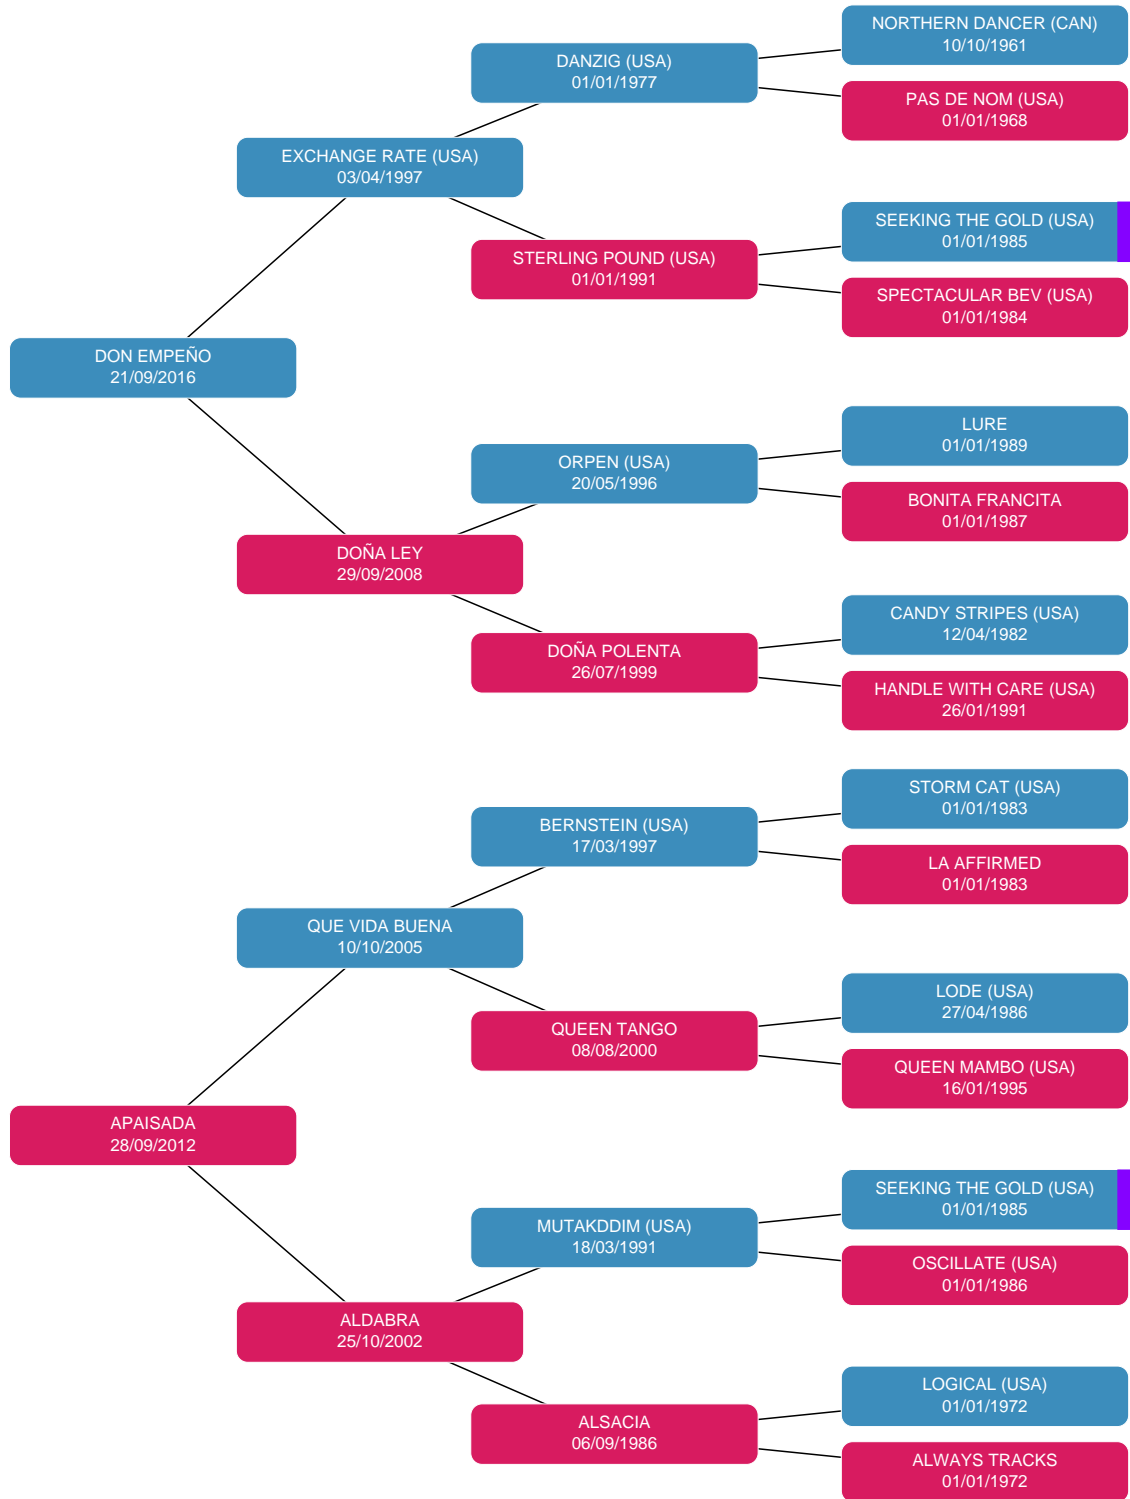 NORTHERN DANCER (CAN)
10/10/1961
DANZIG (USA)
01/01/1977
PAS DE NOM (USA)
01/01/1968
EXCHANGE RATE (USA)
03/04/1997
SEEKING THE GOLD (USA)
01/01/1985
STERLING POUND (USA)
01/01/1991
SPECTACULAR BEV (USA)
01/01/1984
DON EMPEÑO
21/09/2016
LURE
01/01/1989
ORPEN (USA)
20/05/1996
BONITA FRANCITA
01/01/1987
DOÑA LEY
29/09/2008
CANDY STRIPES (USA)
12/04/1982
DOÑA POLENTA
26/07/1999
HANDLE WITH CARE (USA)
26/01/1991
STORM CAT (USA)
01/01/1983
BERNSTEIN (USA)
17/03/1997
LA AFFIRMED
01/01/1983
QUE VIDA BUENA
10/10/2005
LODE (USA)
27/04/1986
QUEEN TANGO
08/08/2000
QUEEN MAMBO (USA)
16/01/1995
APAISADA
28/09/2012
SEEKING THE GOLD (USA)
01/01/1985
MUTAKDDIM (USA)
18/03/1991
OSCILLATE (USA)
01/01/1986
ALDABRA
25/10/2002
LOGICAL (USA)
01/01/1972
ALSACIA
06/09/1986
ALWAYS TRACKS
01/01/1972